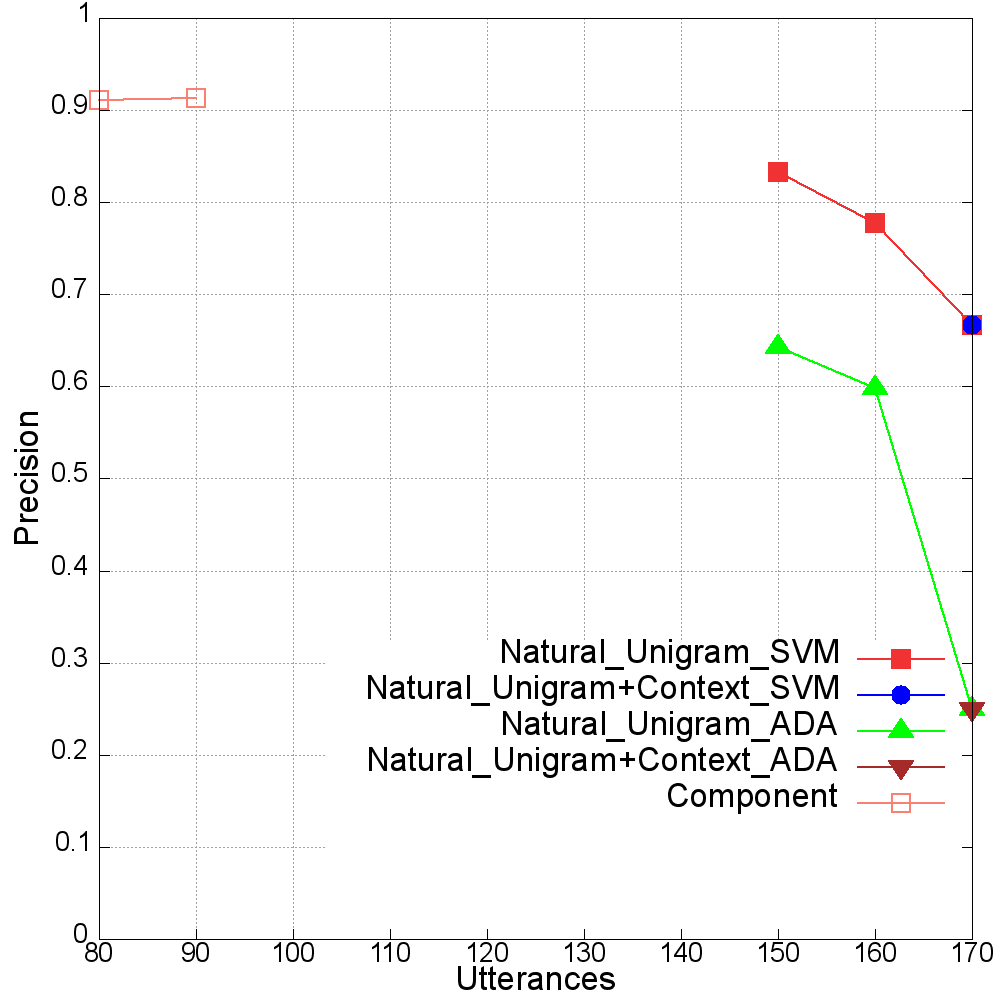 1
0.9
0.8
0.7
0.6
0.5
0.4
0.3
0.2
0.1
0
Precision
80 90 100 110 120 130 140 150 160 170
Utterances
Natural_Unigram_SVM
Natural_Unigram+Context_SVM
Natural_Unigram_ADA
Natural_Unigram+Context_ADA
Component